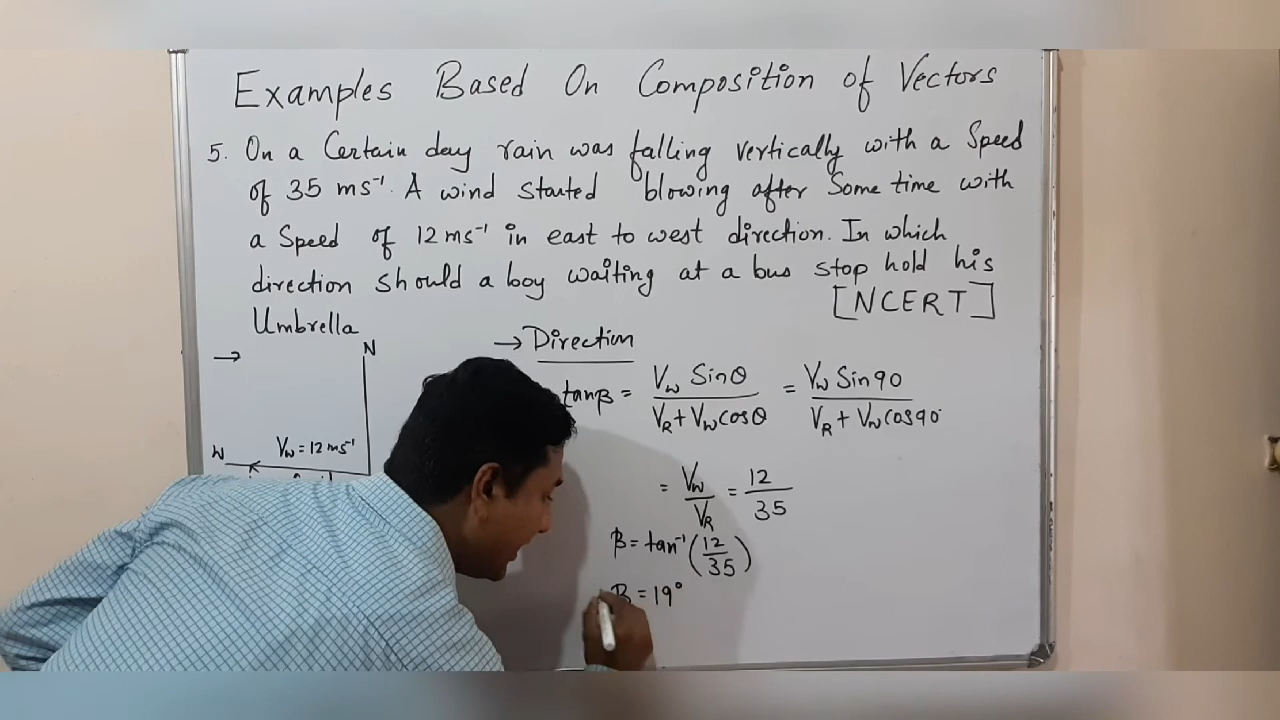 Examples Based On Composition of Vectors
5. On a Certain day rain was falling vertically with a Speed
of 35 ms⁻¹. A wind started blowing after Some time with
a Speed of 12 ms⁻¹ in east to west direction. In which
direction should a boy waiting at a bus stop hold his
Umbrella
[NCERT]
→
N
W
Vw = 12 ms⁻¹
→ Direction
tanβ = Vw Sinθ / VR + Vw cosθ = Vw Sin90 / VR + Vw cos90
= Vw / VR = 12 / 35
β = tan⁻¹ (12/35)
β = 19°